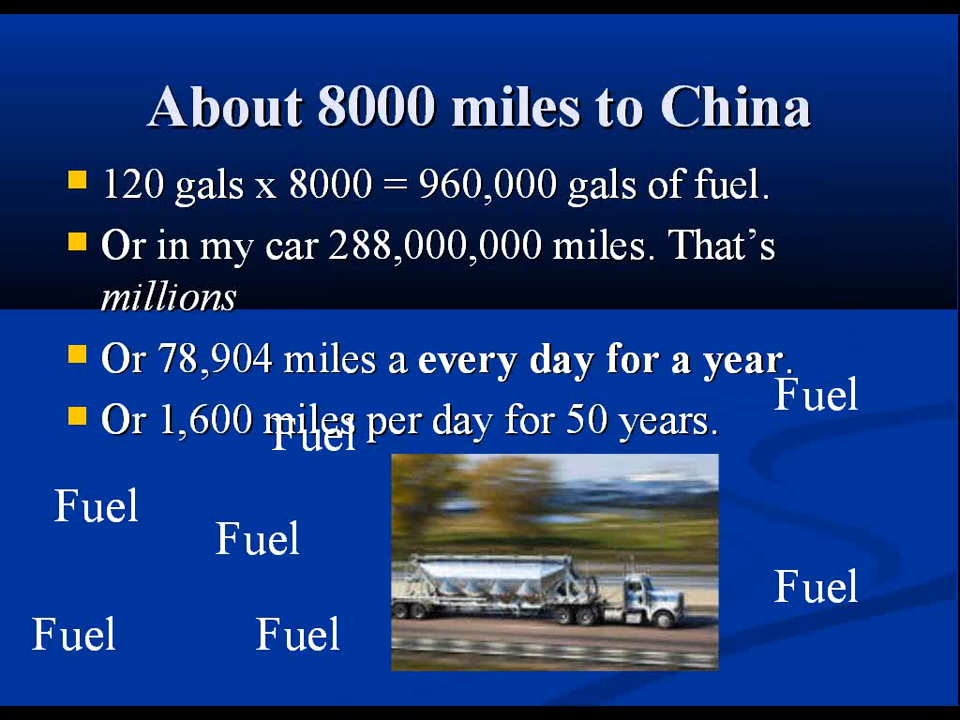 About 8000 miles to China
120 gals x 8000 = 960,000 gals of fuel.
Or in my car 288,000,000 miles. That’s
millions
Or 78,904 miles a every day for a year.
Or 1,600 miles per day for 50 years.
Fuel
Fuel
Fuel
Fuel
Fuel
Fuel
Fuel